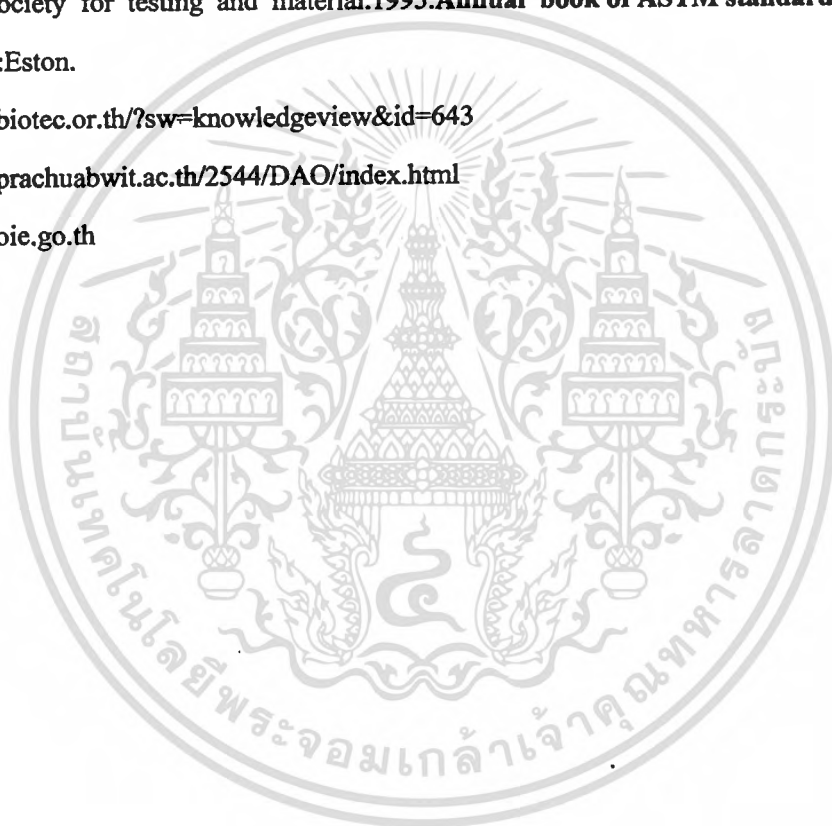 ociety for testing and material.1995.Annual book of ASTM standard
:Eston.
biotec.or.th/?sw=knowledgeview&id=643
prachuabwit.ac.th/2544/DAO/index.html
oie.go.th
สถาบันเทคโนโลยีพระจอมเกล้าเจ้าคุณทหารลาดกระบัง